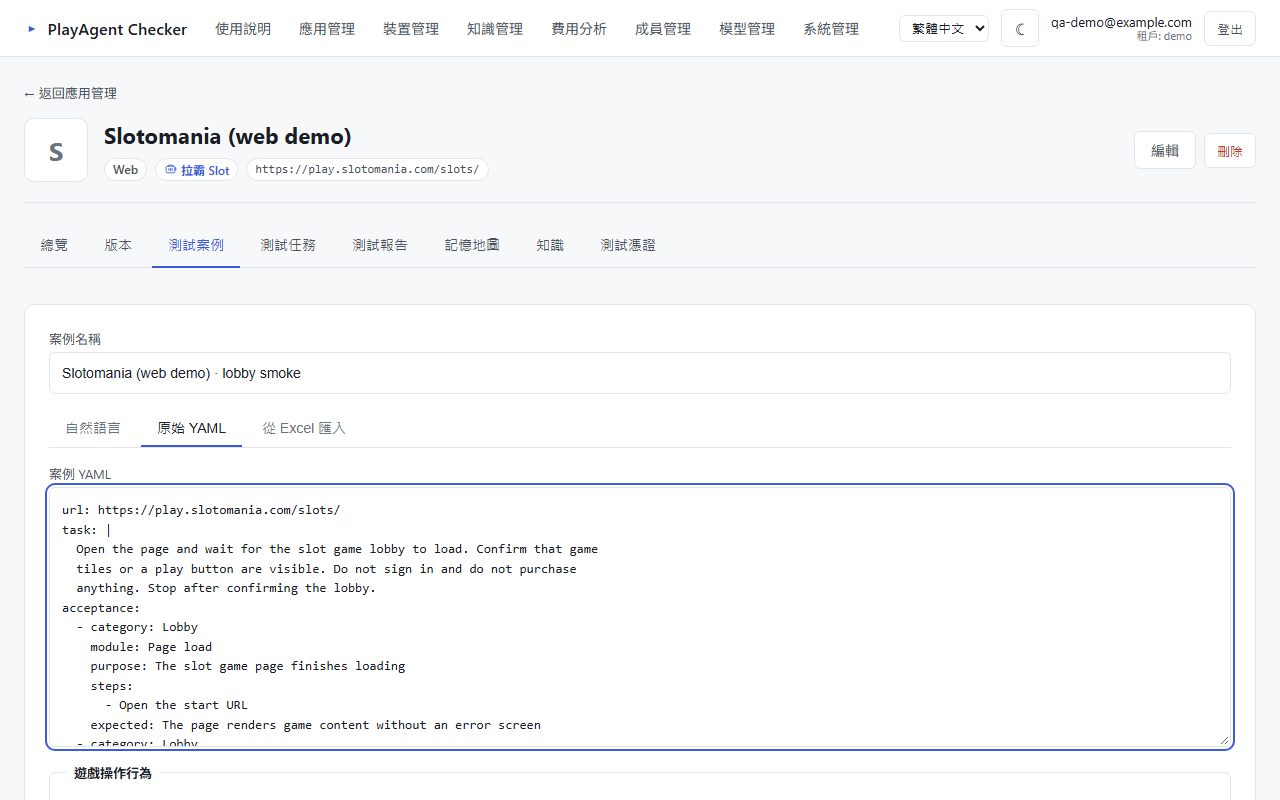 PlayAgent Checker
使用說明
應用管理
裝置管理
知識管理
費用分析
成員管理
模型管理
系統管理
繁體中文
qa-demo@example.com
租戶: demo
登出
← 返回應用管理
S
Slotomania (web demo)
Web
拉霸 Slot
https://play.slotomania.com/slots/
編輯
刪除
總覽
版本
測試案例
測試任務
測試報告
記憶地圖
知識
測試憑證
案例名稱
Slotomania (web demo) · lobby smoke
自然語言
原始 YAML
從 Excel 匯入
案例 YAML
url: https://play.slotomania.com/slots/
task: |
  Open the page and wait for the slot game lobby to load. Confirm that game
  tiles or a play button are visible. Do not sign in and do not purchase
  anything. Stop after confirming the lobby.
acceptance:
  - category: Lobby
    module: Page load
    purpose: The slot game page finishes loading
    steps:
      - Open the start URL
    expected: The page renders game content without an error screen
  - category: Lobby
遊戲操作行為